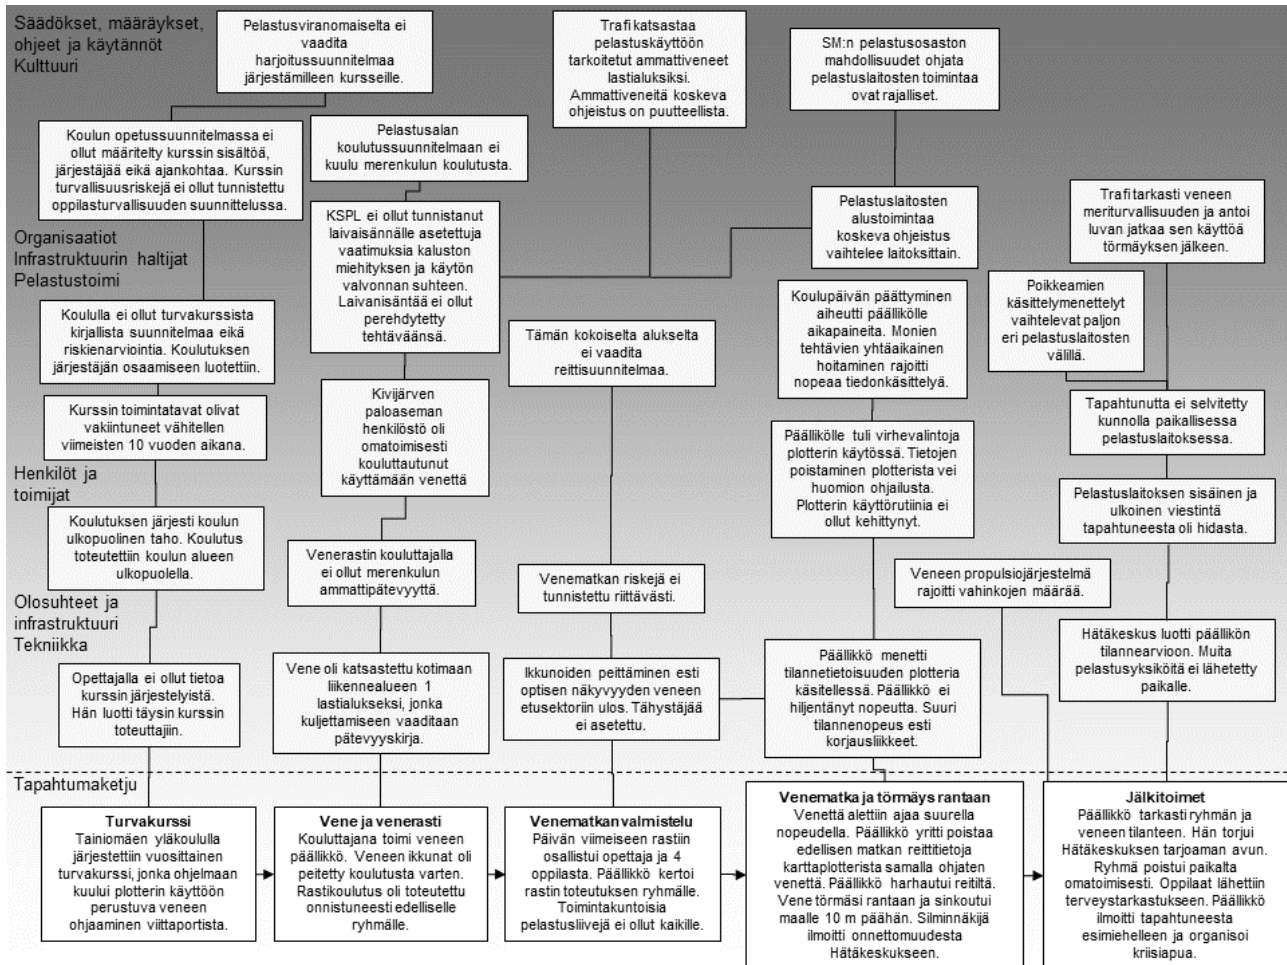 Säädökset, määräykset,
ohjeet ja käytännöt
Kulttuuri
Pelastusviranomaiselta ei
vaadita
harjoitussuunnitelmaa
järjestämilleen kursseille.
Trafi katsastaa
pelastuskäyttöön
tarkoitetut ammattiveneet
lastialuksiksi.
Ammattiveneitä koskeva
ohjeistus on puutteellista.
SM:n pelastusosaston
mahdollisuudet ohjata
pelastuslaitosten toimintaa
ovat rajalliset.
Koulun opetussuunnitelmassa ei
ollut määritelty kurssin sisältöä,
järjestäjää eikä ajankohtaa. Kurssin
turvallisuusriskejä ei ollut tunnistettu
oppilasturvallisuuden suunnittelussa.
Pelastusalan
koulutussuunnitelmaan ei
kuulu merenkulun koulutusta.
KSPL ei ollut tunnistanut
laivaisännälle asetettuja
vaatimuksia kaluston
miehityksen ja käytön
valvonnan suhteen.
Laivanisäntää ei ollut
perehdytetty
tehtäväänsä.
Pelastuslaitosten
alustoimintaa
koskeva ohjeistus
vaihtelee laitoksittain.
Trafi tarkasti veneen
meriturvallisuuden ja antoi
luvan jatkaa sen käyttöä
törmäyksen jälkeen.
Organisaatiot
Infrastruktuurin haltijat
Pelastustoimi
Koululla ei ollut turvakurssista
kirjallista suunnitelmaa eikä
riskienarviointia. Koulutuksen
järjestäjän osaamiseen luotettiin.
Tämän kokoiselta alukselta
ei vaadita
reittisuunnitelmaa.
Koulupäivän päättyminen
aiheutti päällikölle
aikapaineita. Monien
tehtävien yhtäaikainen
hoitaminen rajoitti
nopeaa tiedonkäsittelyä.
Poikkeamien
käsittelymenettelyt
vaihtelevat paljon
eri pelastuslaitosten
välillä.
Kurssin toimintatavat olivat
vakiintuneet vähitellen
viimeisten 10 vuoden aikana.
Kivijärven
paloaseman
henkilöstö oli
omatoimisesti
kouluttautunut
käyttämään venettä
Päällikölle tuli virhevalintoja
plotterin käytössä. Tietojen
poistaminen plotterista vei
huomion ohjailusta.
Plotterin käyttörutiinia ei
ollut kehittynyt.
Tapahtunutta ei selvitetty
kunnolla paikallisessa
pelastuslaitoksessa.
Henkilöt ja
toimijat
Koulutuksen järjesti koulun
ulkopuolinen taho. Koulutus
toteutettiin koulun alueen
ulkopuolella.
Venerastin kouluttajalla
ei ollut merenkulun
ammattipätevyyttä.
Venematkan riskejä ei
tunnistettu riittävästi.
Pelastuslaitoksen sisäinen ja
ulkoinen viestintä
tapahtuneesta oli hidasta.
Veneen propulsiojärjestelmä
rajoitti vahinkojen määrää.
Olosuhteet ja
infrastruktuuri
Tekniikka
Opettajalla ei ollut tietoa
kurssin järjestelyistä.
Hän luotti täysin kurssin
toteuttajiin.
Vene oli katsastettu kotimaan
liikennealueen 1
lastialukseksi, jonka
kuljettamiseen vaaditaan
pätevyyskirja.
Ikkunoiden peittäminen esti
optisen näkyvyyden veneen
etusektoriin ulos. Tähystäjää
ei asetettu.
Päällikkö menetti
tilannetietoisuuden plotteria
käsitellessä. Päällikkö ei
hiljentänyt nopeutta. Suuri
tilannenopeus esti
korjausliikkeet.
Hätäkeskus luotti päällikön
tilannearvioon. Muita
pelastusyksiköitä ei lähetetty
paikalle.
Tapahtumaketju
Turvakurssi
Tainiomäen yläkoululla
järjestettiin vuosittainen
turvakurssi, jonka ohjelmaan
kuului plotterin käyttöön
perustuva veneen
ohjaaminen viittaportista.
Vene ja venerasti
Kouluttajana toimi veneen
päällikkö. Veneen ikkunat oli
peitetty koulutusta varten.
Rastikoulutus oli toteutettu
onnistuneesti edelliselle
ryhmälle.
Venematkan valmistelu
Päivän viimeiseen rastiin
osallistui opettaja ja 4
oppilasta. Päällikkö kertoi
rastin toteutuksen ryhmälle.
Toimintakuntoisia
pelastusliivejä ei ollut kaikille.
Venematka ja törmäys rantaan
Venettä alettiin ajaa suurella
nopeudella. Päällikkö yritti poistaa
edellisen matkan reittitietoja
karttaplotterista samalla ohjaten
venettä. Päällikkö harhautui reitiltä.
Vene törmäsi rantaan ja sinkoutui
maalle 10 m päähän. Silminnäkijä
ilmoitti onnettomuudesta
Hätäkeskukseen.
Jälkitoimet
Päällikkö tarkasti ryhmän ja
veneen tilanteen. Hän torjui
Hätäkeskuksen tarjoaman avun.
Ryhmä poistui paikalta
omatoimisesti. Oppilaat lähettiin
terveystarkastukseen. Päällikkö
ilmoitti tapahtuneesta
esimiehelleen ja organisoi
kriisiapua.